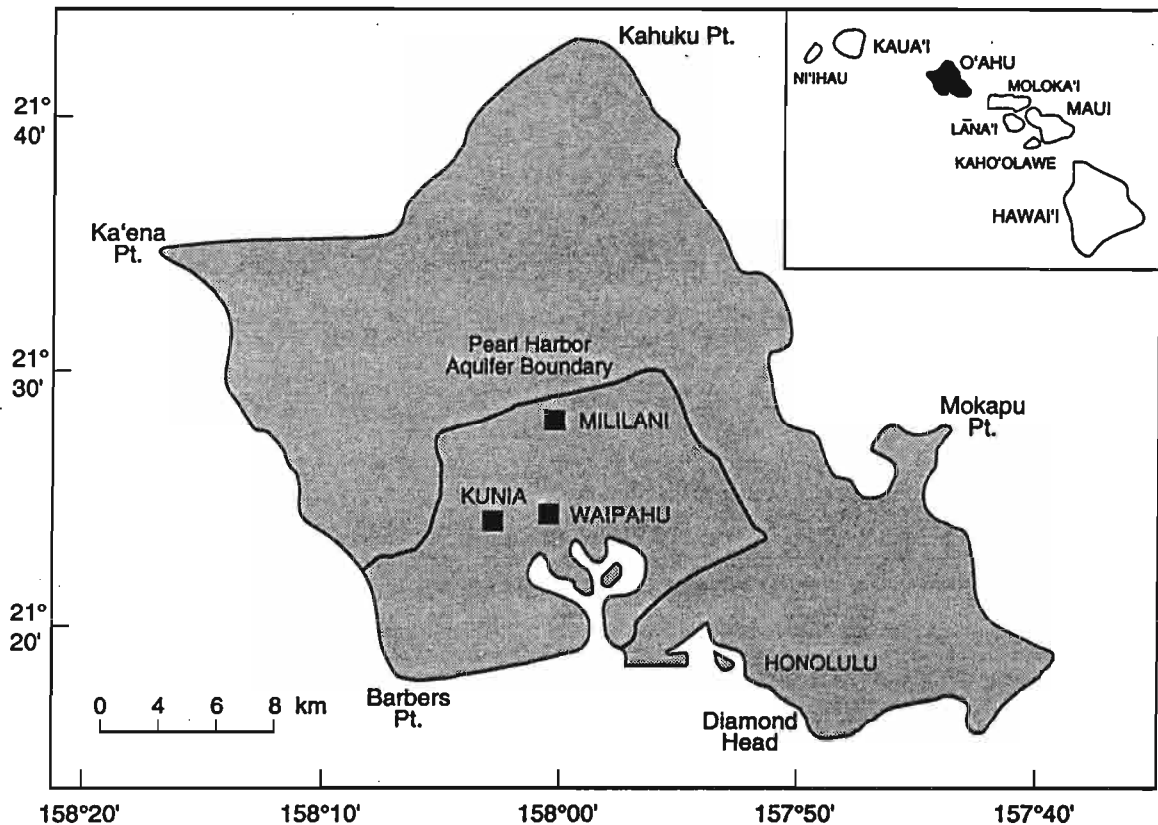 Kahuku Pt.
KAUA'I
NI'IHAU
O'AHU
MOLOKA'I
MAUI
LĀNA'I
KAHO'OLAWE
HAWAI'I
21°
40'
Ka'ena
Pt.
Pearl Harbor
Aquifer Boundary
21°
30'
Mokapu
Pt.
MILILANI
KUNIA
WAIPAHU
21°
20'
HONOLULU
0 4 6 8 km
Barbers
Pt.
Diamond
Head
158°20' 158°10' 158°00' 157°50' 157°40'